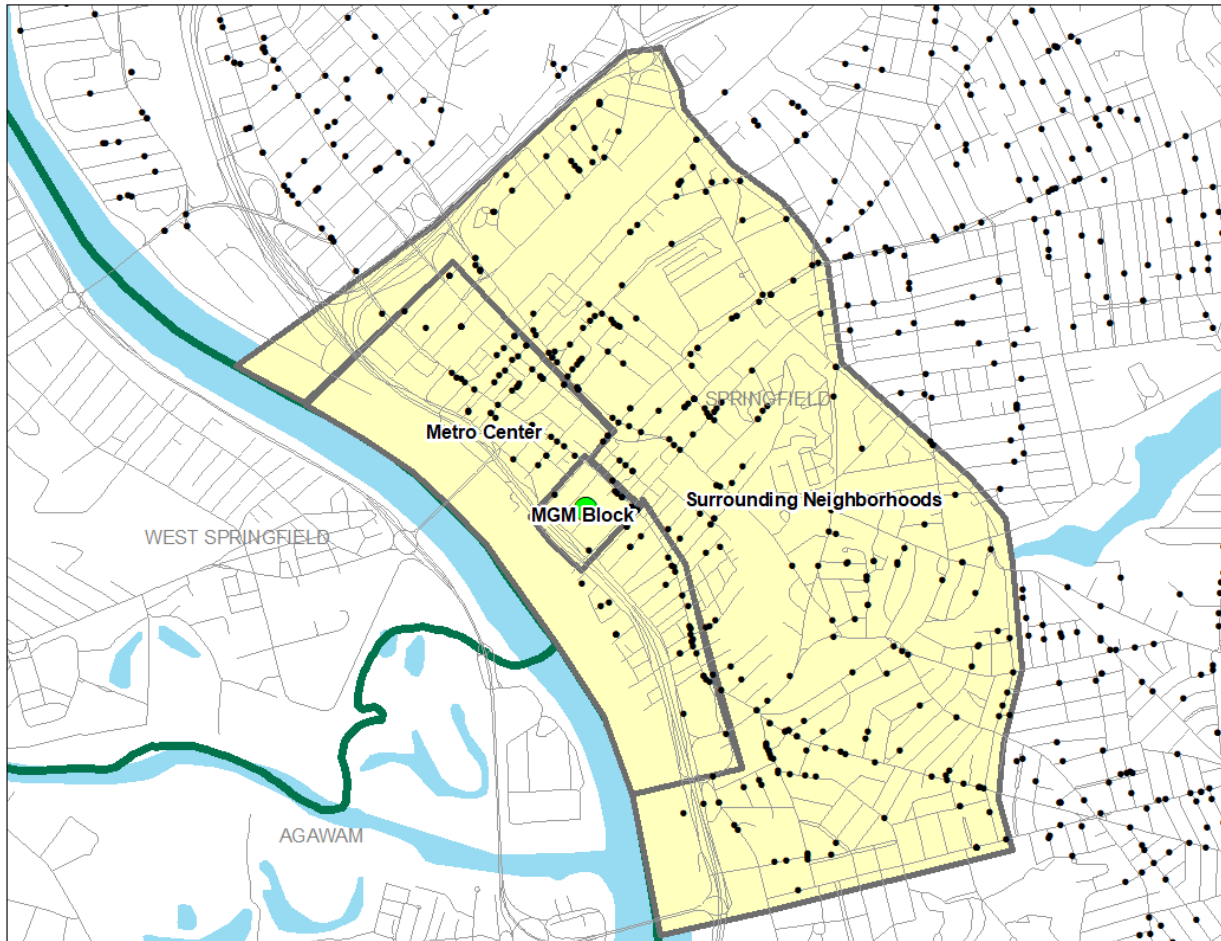 SPRINGFIELD
Metro Center
Surrounding Neighborhoods
MGM Block
WEST SPRINGFIELD
AGAWAM